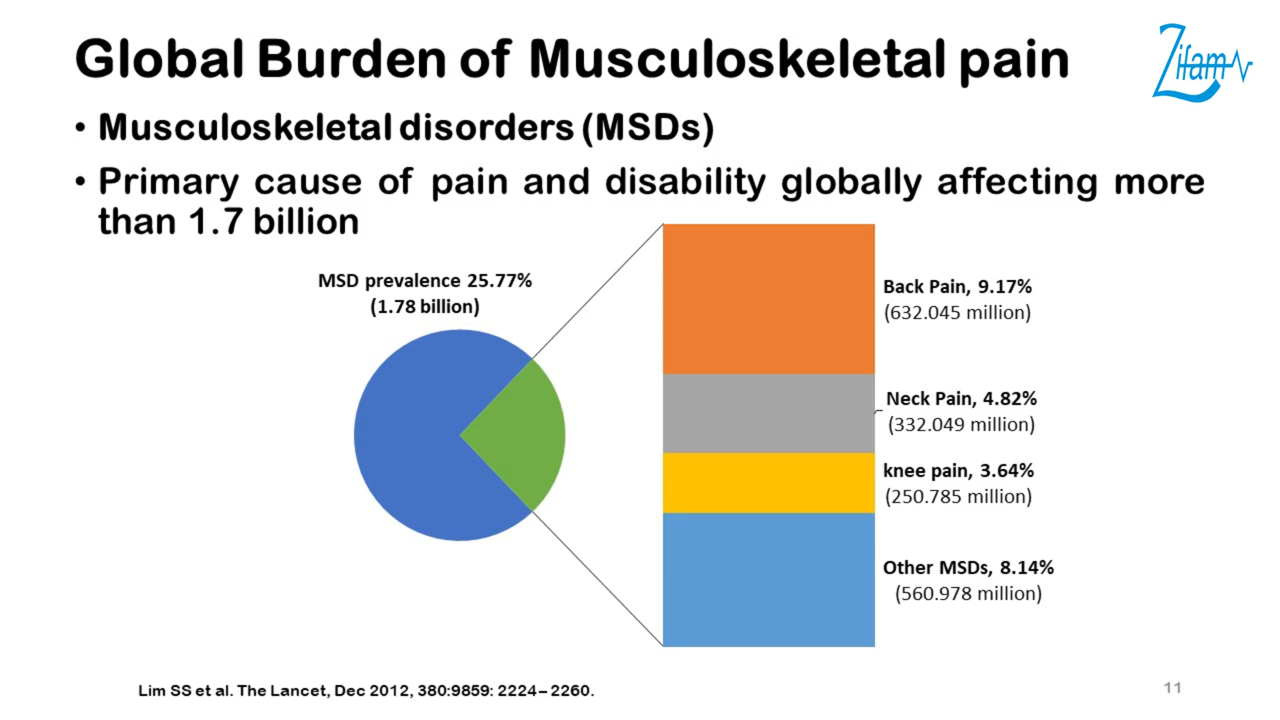 Global Burden of Musculoskeletal pain
Zifam
• Musculoskeletal disorders (MSDs)
• Primary cause of pain and disability globally affecting more
than 1.7 billion
MSD prevalence 25.77%
(1.78 billion)
Back Pain, 9.17%
(632.045 million)
Neck Pain, 4.82%
(332.049 million)
knee pain, 3.64%
(250.785 million)
Other MSDs, 8.14%
(560.978 million)
Lim SS et al. The Lancet, Dec 2012, 380:9859: 2224 – 2260.
11